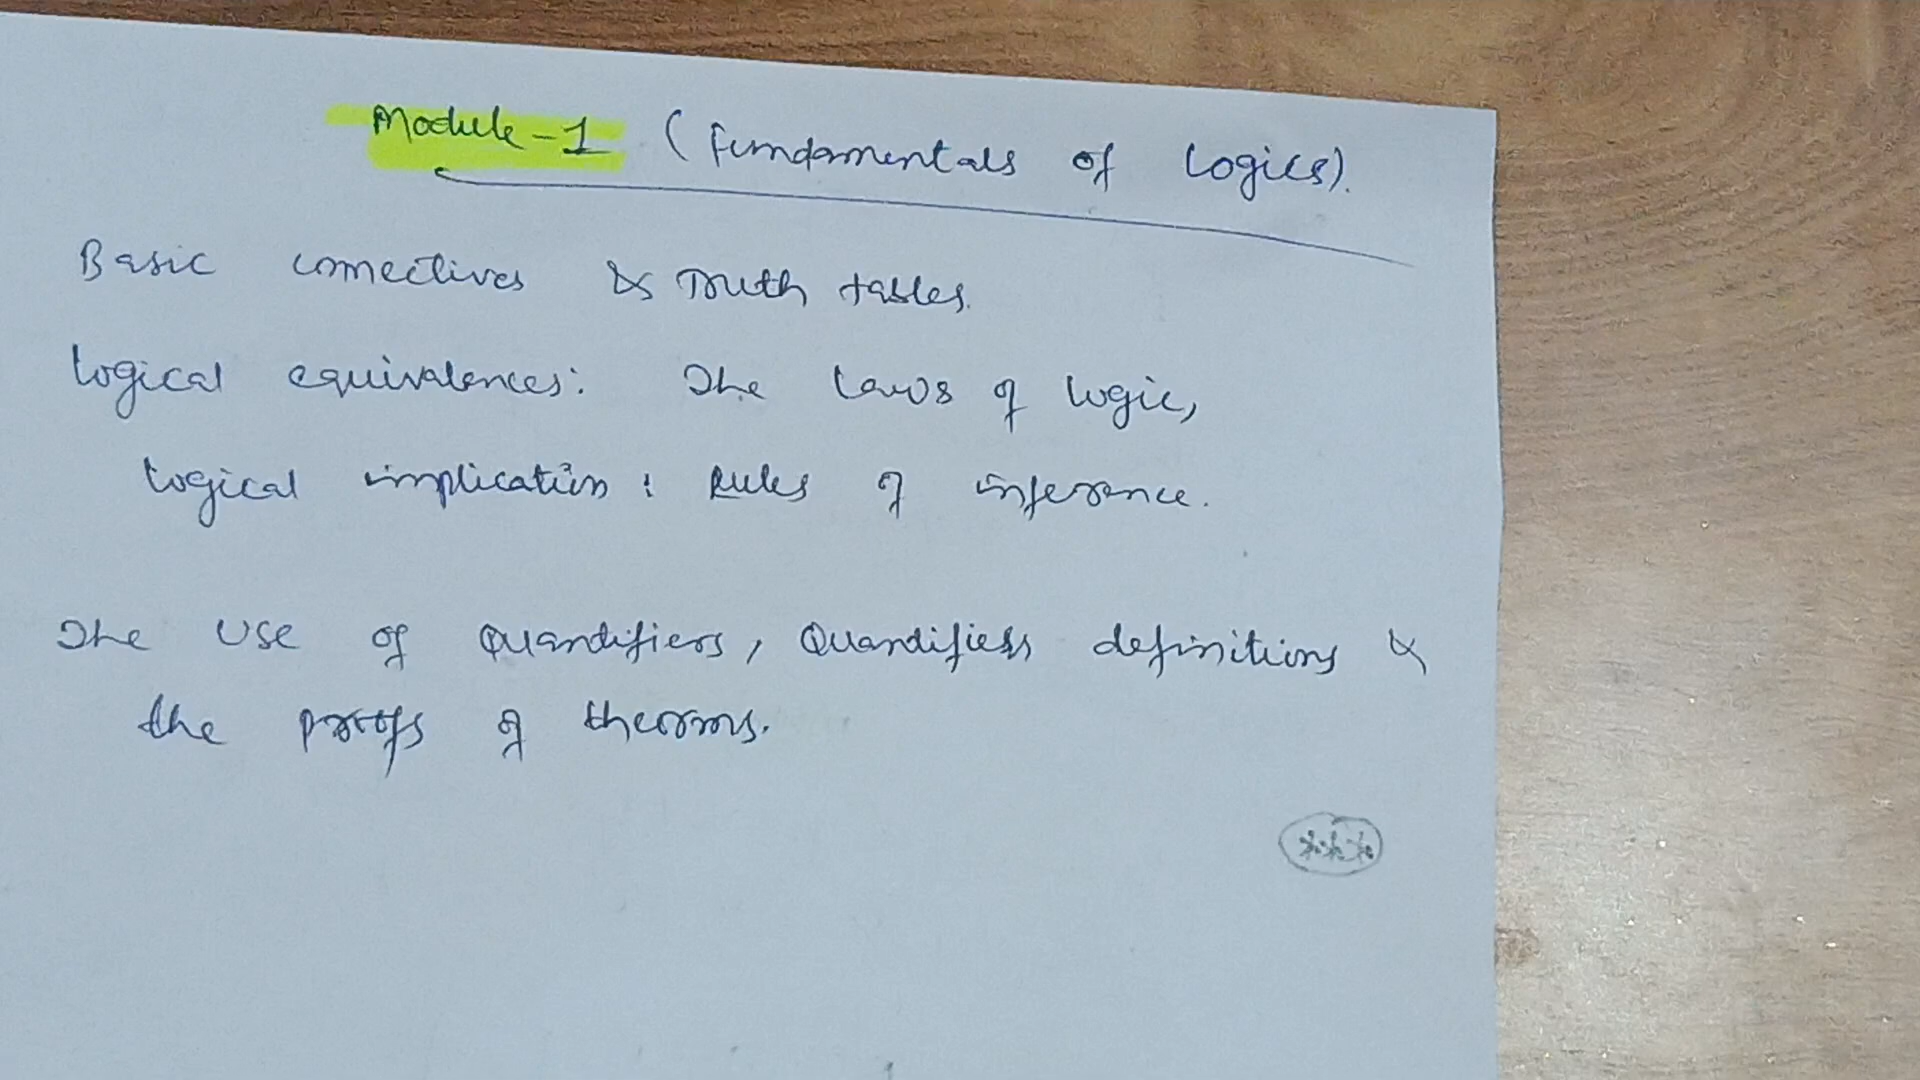 Module-1 (Fundamentals of Logics).
Basic connectives & Truth tables.
Logical equivalences: The Laws of Logic,
Logical implication: Rules of inference.
The Use of Quantifiers, Quantifiers definitions &
the proofs of theorms.
***